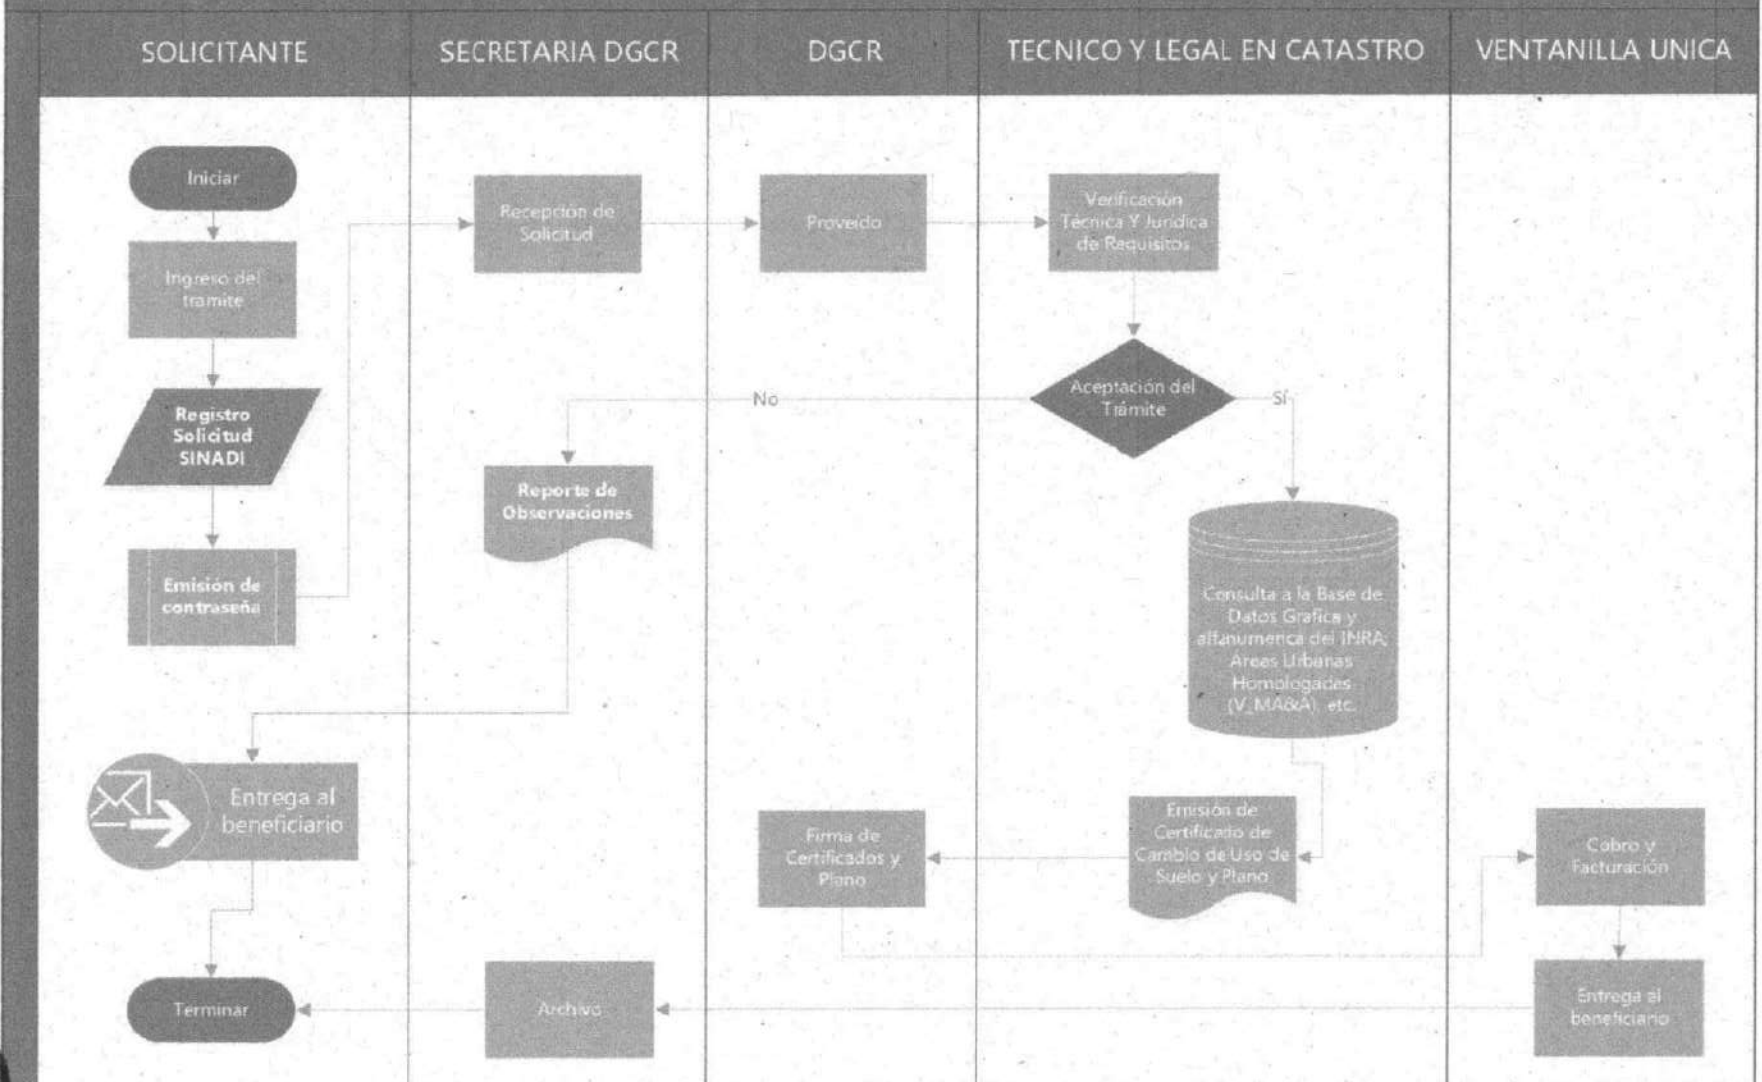 SOLICITANTE
SECRETARIA DGCR
DGCR
TECNICO Y LEGAL EN CATASTRO
VENTANILLA UNICA
Iniciar
Ingreso del
tramite
Registro
Solicitud
SINADI
Emisión de
contraseña
Recepción de
Solicitud
Proveido
Verificación
Técnica Y Juridica
de Requisitos
Aceptación del
Trámite
No
Sí
Reporte de
Observaciones
Consulta a la Base de
Datos Grafica y
alfanumerica del INRA,
Areas Urbanas
Homologadas
(V_MA&A), etc.
Entrega al
beneficiario
Firma de
Certificados y
Plano
Emisión de
Certificado de
Cambio de Uso de
Suelo y Plano
Cobro y
Facturación
Terminar
Archivo
Entrega al
beneficiario